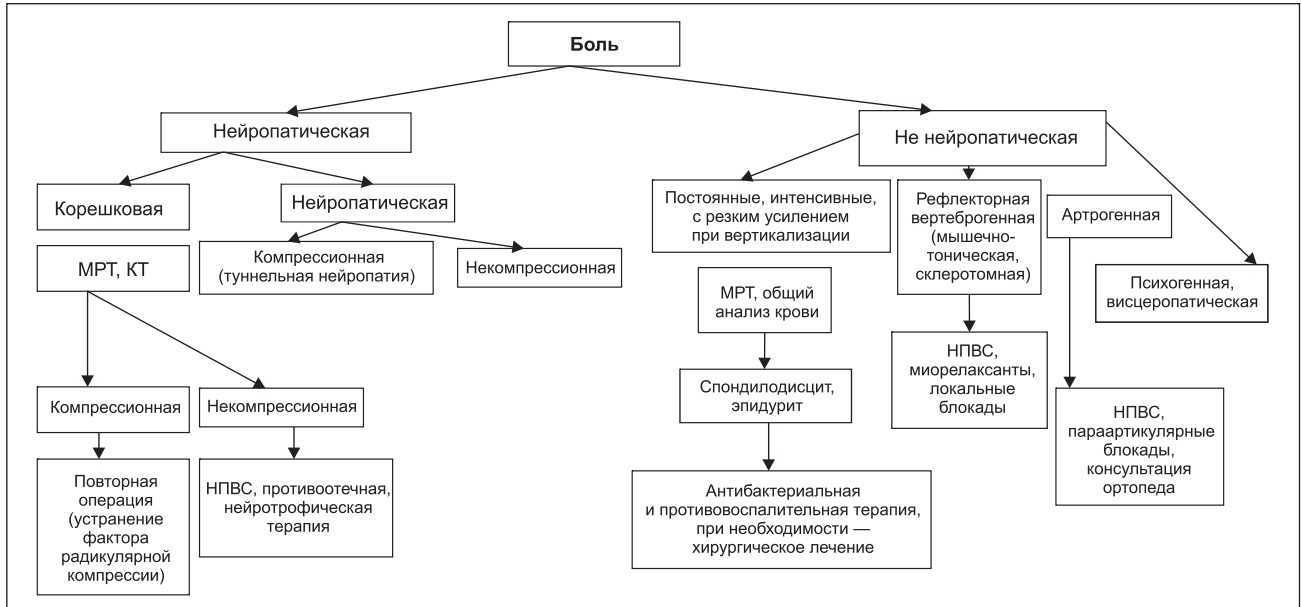 Боль
Нейропатическая
Не нейропатическая
Корешковая
Нейропатическая
Постоянные, интенсивные,
с резким усилением
при вертикализации
Рефлекторная
вертеброгенная
(мышечно-
тоническая,
склеротомная)
Артрогенная
Психогенная,
висцеропатическая
МРТ, КТ
Компрессионная
(туннельная нейропатия)
Некомпрессионная
МРТ, общий
анализ крови
НПВС,
миорелаксанты,
локальные
блокады
Спондилодисцит,
эпидурит
НПВС,
параартикулярные
блокады,
консультация
ортопеда
Компрессионная
Некомпрессионная
Повторная
операция
(устранение
фактора
радикулярной
компрессии)
НПВС, противоотечная,
нейротрофическая
терапия
Антибактериальная
и противовоспалительная терапия,
при необходимости —
хирургическое лечение